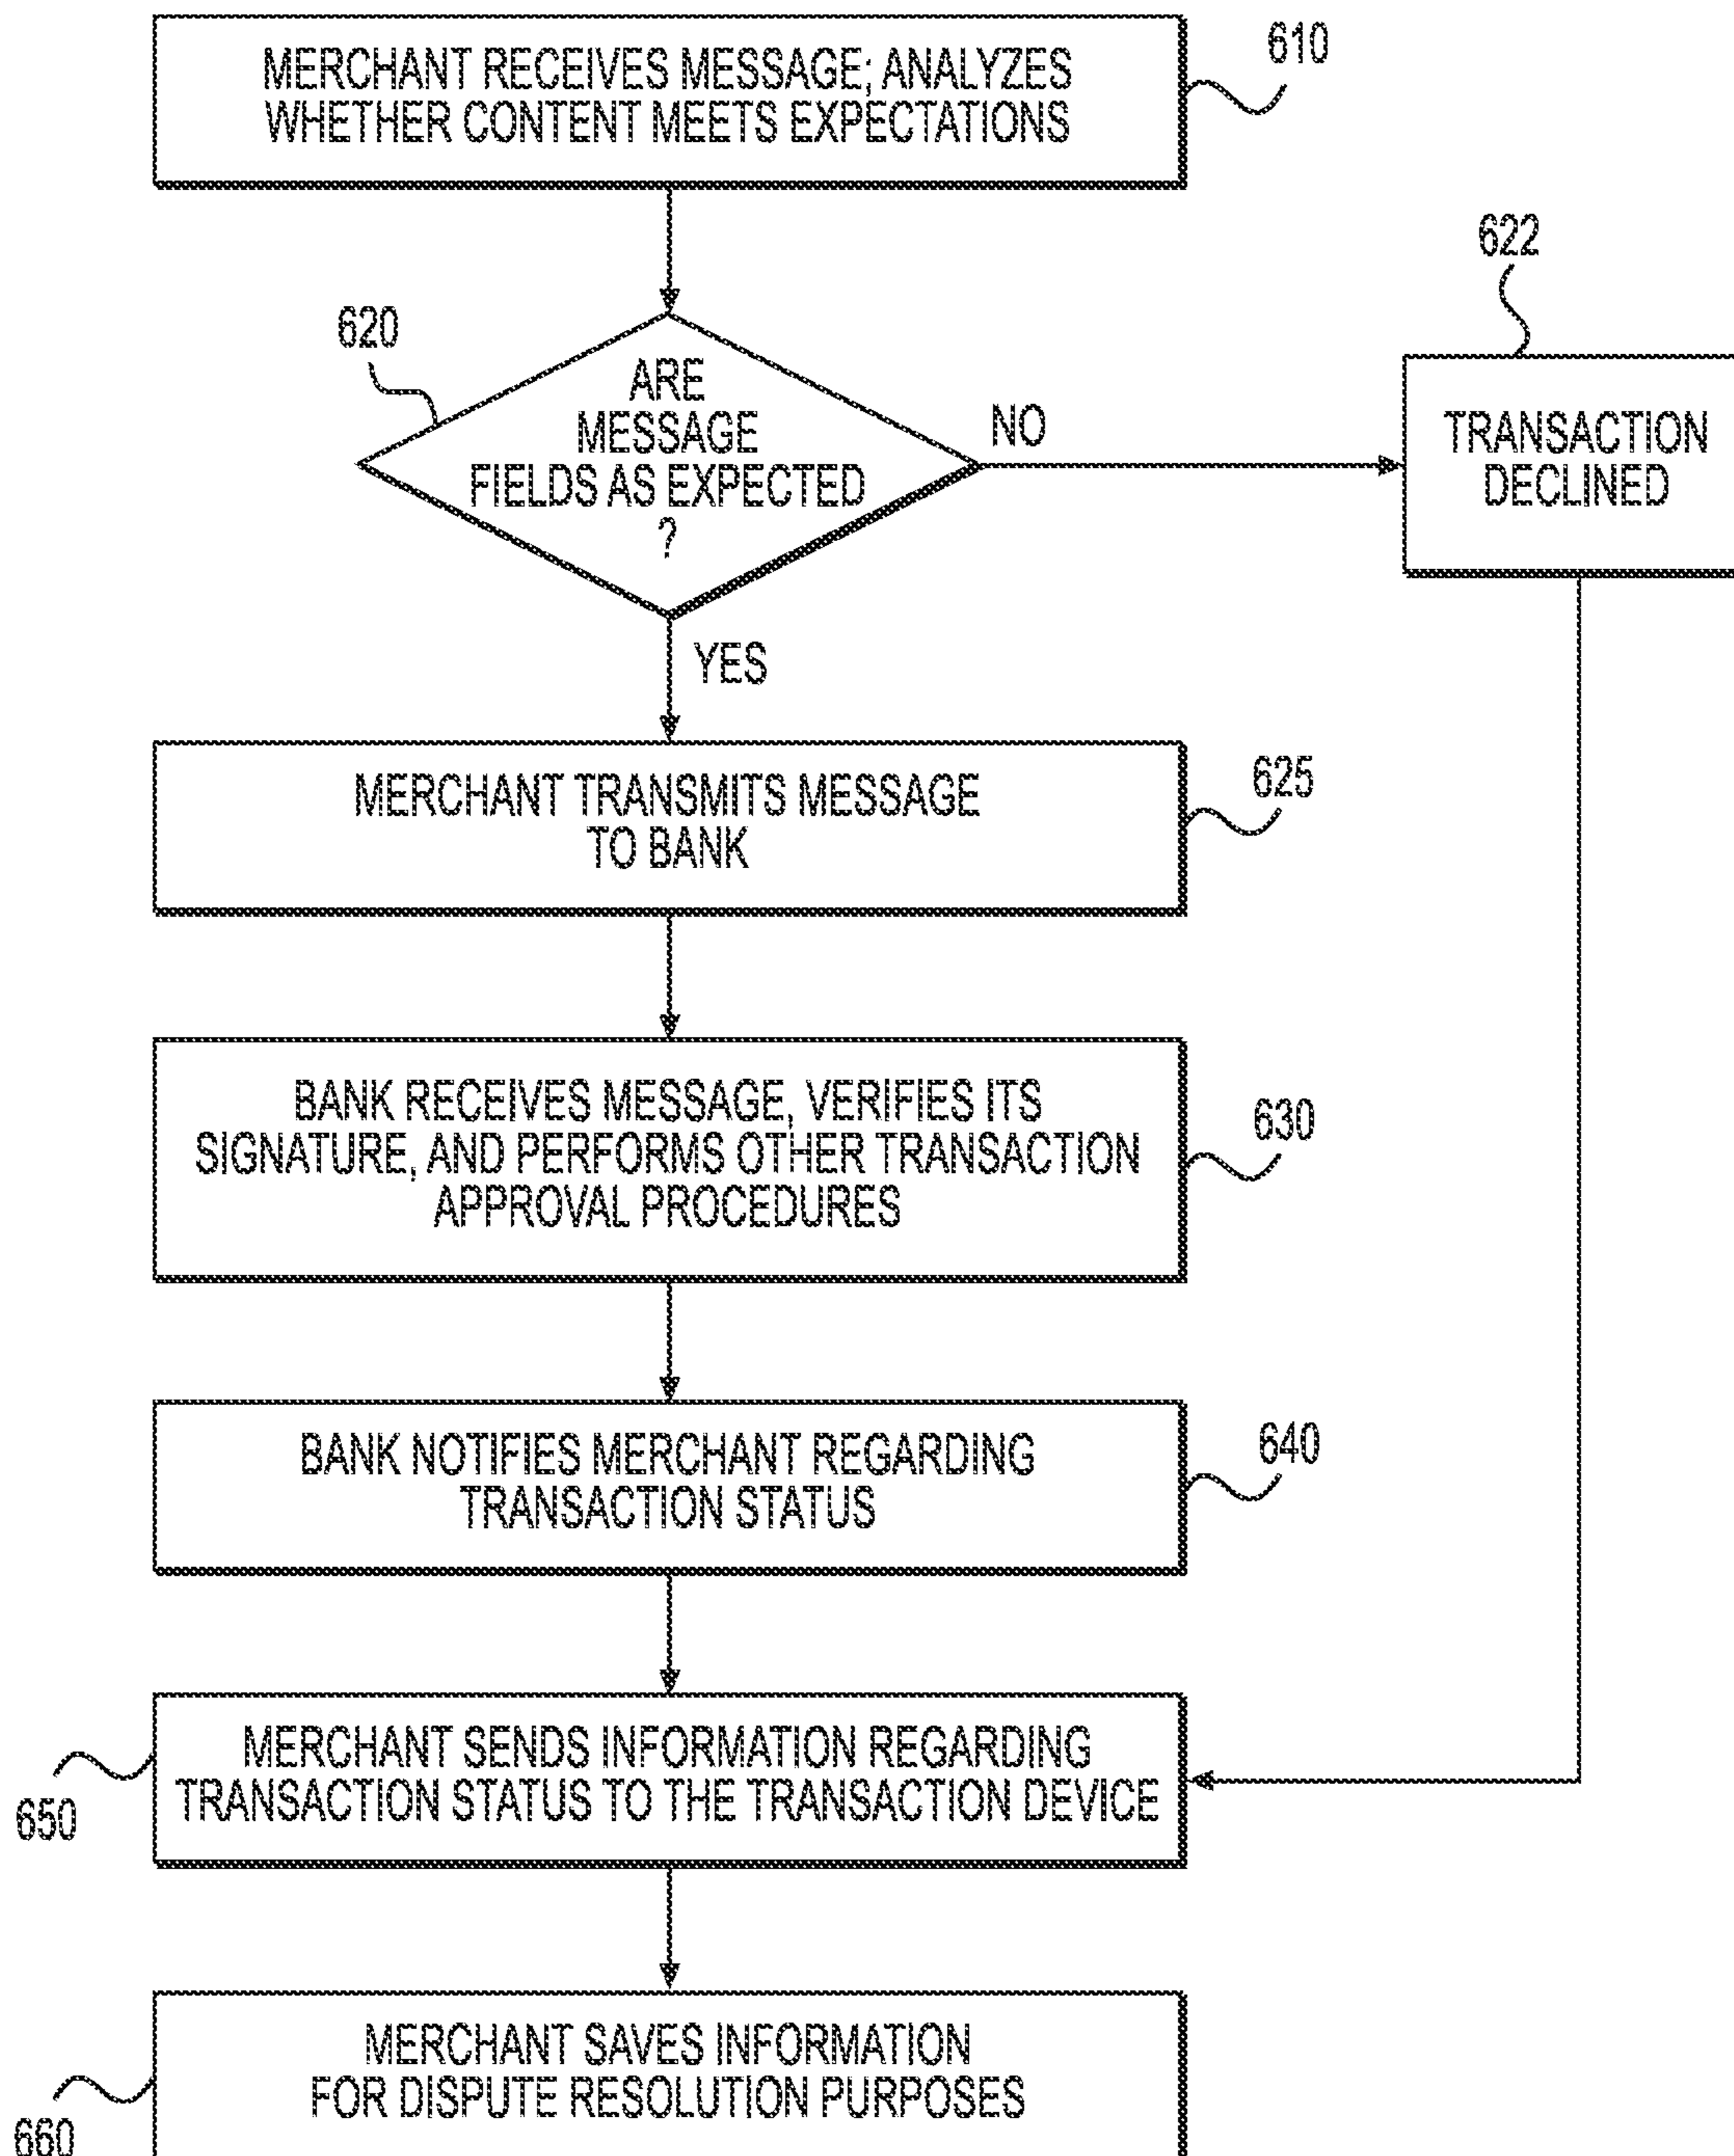 MERCHANT RECEIVES MESSAGE; ANALYZES
WHETHER CONTENT MEETS EXPECTATIONS
610
622
620
ARE
MESSAGE
FIELDS AS EXPECTED
?
NO
TRANSACTION
DECLINED
YES
MERCHANT TRANSMITS MESSAGE
TO BANK
625
BANK RECEIVES MESSAGE, VERIFIES ITS
SIGNATURE, AND PERFORMS OTHER TRANSACTION
APPROVAL PROCEDURES
630
BANK NOTIFIES MERCHANT REGARDING
TRANSACTION STATUS
640
MERCHANT SENDS INFORMATION REGARDING
TRANSACTION STATUS TO THE TRANSACTION DEVICE
650
MERCHANT SAVES INFORMATION
FOR DISPUTE RESOLUTION PURPOSES
660